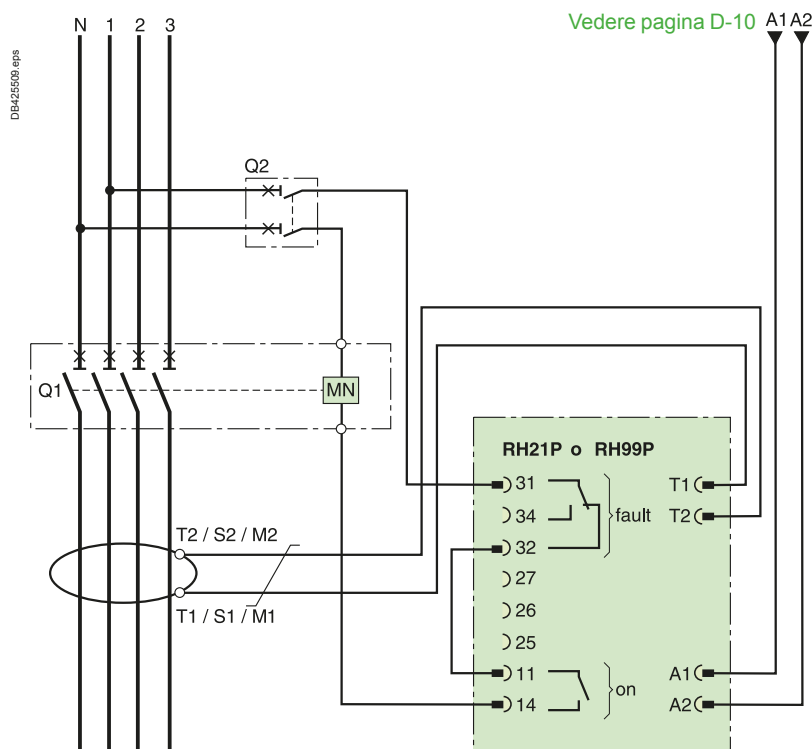 Vedere pagina D-10
A1 A2
N 1 2 3
DB425509.eps
Q2
Q1
MN
RH21P o RH99P
31
34
32
27
26
25
11
14
fault
on
T1
T2
A1
A2
T2 / S2 / M2
T1 / S1 / M1